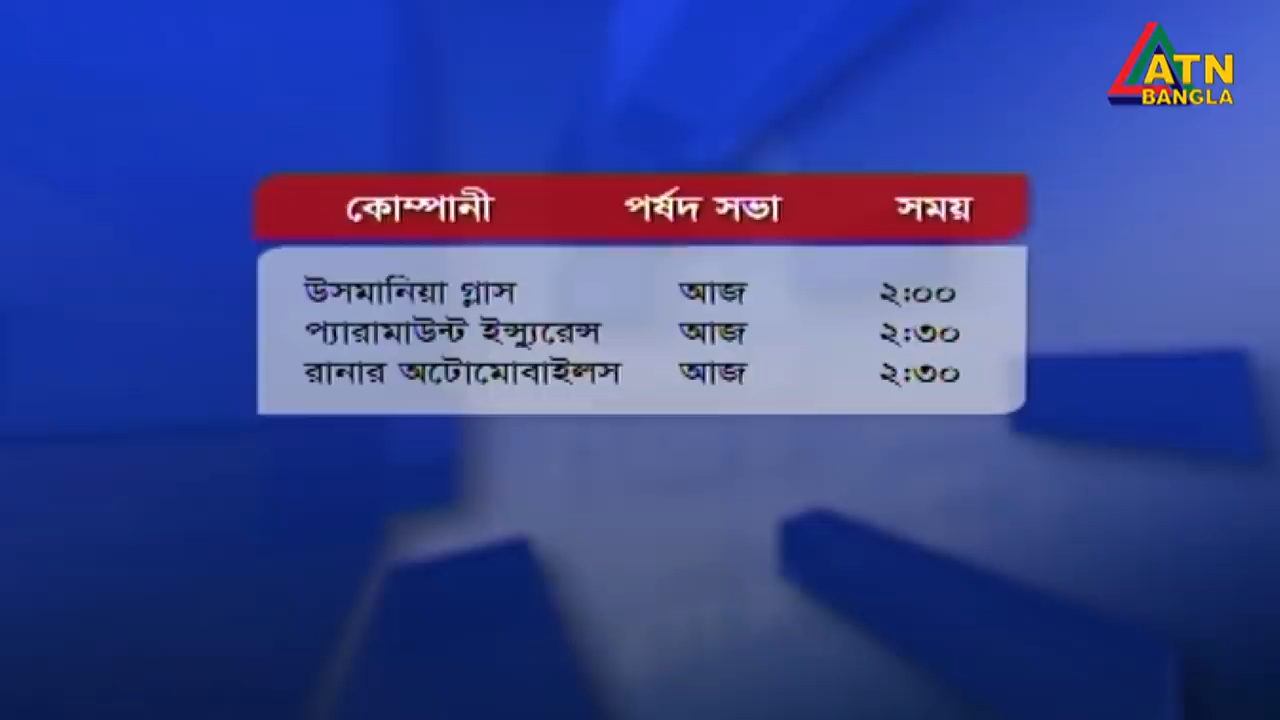 ATN
BANGLA
কোম্পানী পর্ষদ সভা সময়
উসমানিয়া গ্লাস আজ ২:০০
প্যারামাউন্ট ইন্স্যুরেন্স আজ ২:৩০
রানার অটোমোবাইলস আজ ২:৩০